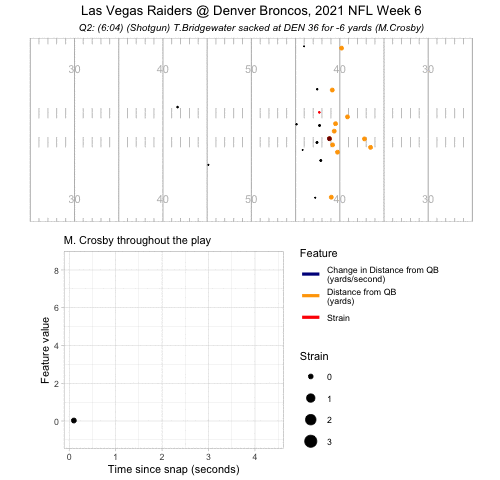 Las Vegas Raiders @ Denver Broncos, 2021 NFL Week 6
Q2: (6:04) (Shotgun) T.Bridgewater sacked at DEN 36 for -6 yards (M.Crosby)
30 40 50 40 30
30 40 50 40 30
M. Crosby throughout the play
Feature value
8
6
4
2
0
0 1 2 3 4
Time since snap (seconds)
Feature
Change in Distance from QB
(yards/second)
Distance from QB
(yards)
Strain
Strain
0
1
2
3